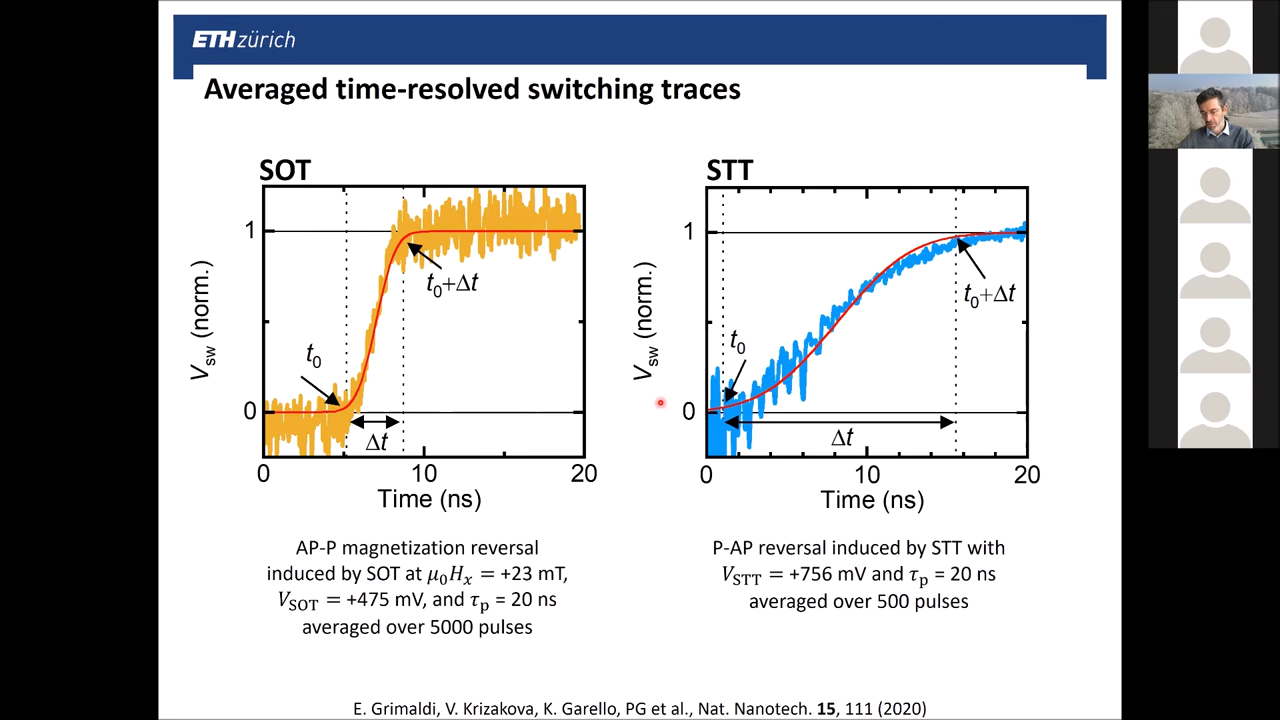 ETH zürich
Averaged time-resolved switching traces
SOT
V_sw (norm.)
1
0
t_0
t_0+Δt
Δt
0 10 20
Time (ns)
AP-P magnetization reversal
induced by SOT at μ_0H_x = +23 mT,
V_SOT = +475 mV, and τ_p = 20 ns
averaged over 5000 pulses
STT
V_sw (norm.)
1
0
t_0
t_0+Δt
Δt
0 10 20
Time (ns)
P-AP reversal induced by STT with
V_STT = +756 mV and τ_p = 20 ns
averaged over 500 pulses
E. Grimaldi, V. Krizakova, K. Garello, PG et al., Nat. Nanotech. 15, 111 (2020)